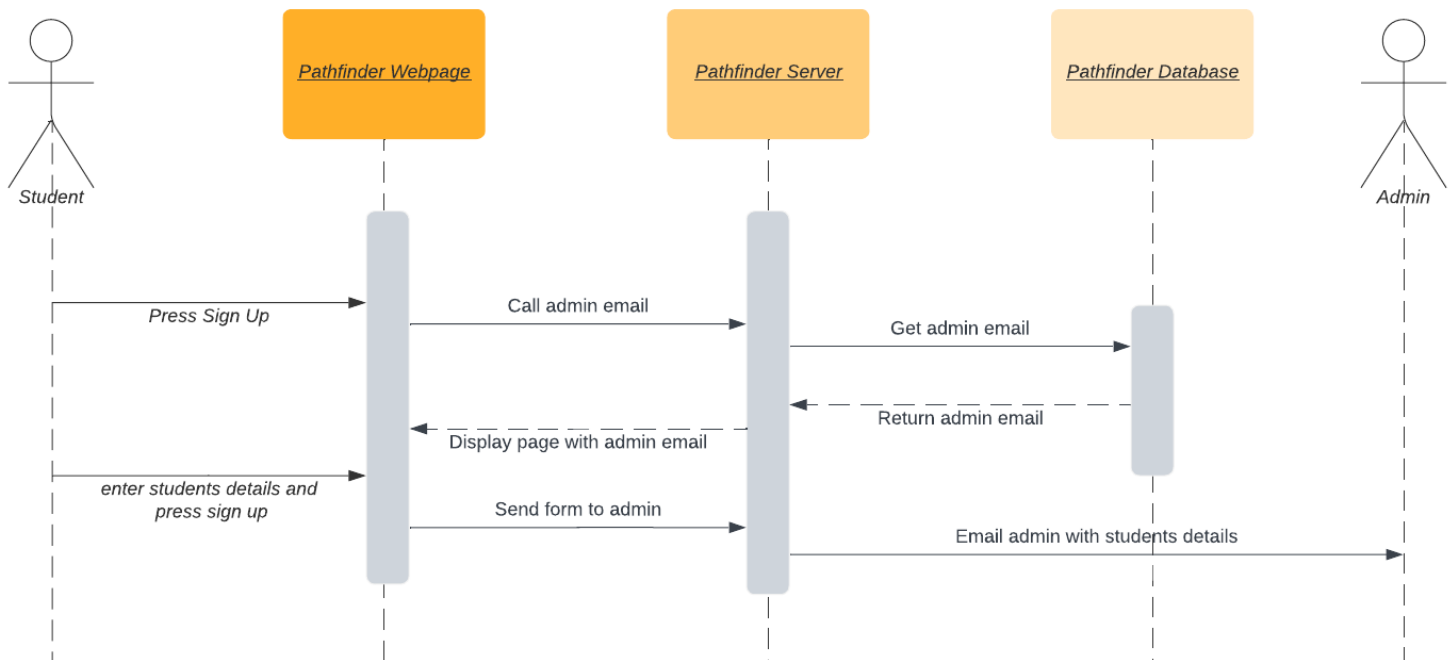 Pathfinder Webpage
Pathfinder Server
Pathfinder Database
Student
Admin
Press Sign Up
Call admin email
Get admin email
Return admin email
Display page with admin email
enter students details and
press sign up
Send form to admin
Email admin with students details